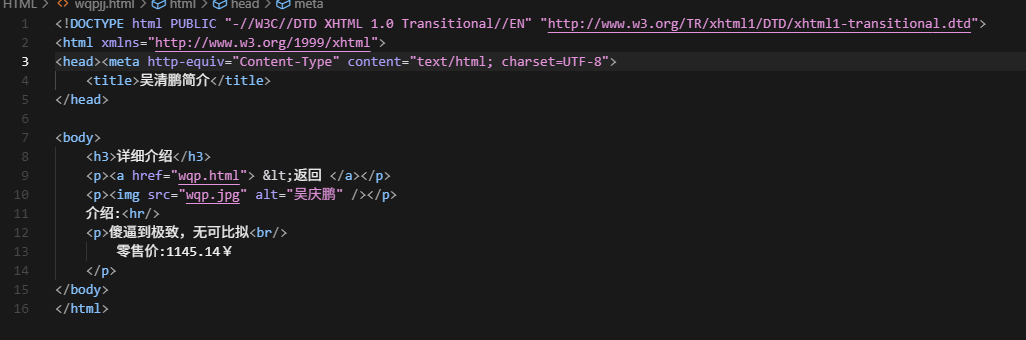 HTML > <> wqpjj.html > html > head > meta
1 <!DOCTYPE html PUBLIC "-//W3C//DTD XHTML 1.0 Transitional//EN" "http://www.w3.org/TR/xhtml1/DTD/xhtml1-transitional.dtd">
2 <html xmlns="http://www.w3.org/1999/xhtml">
3 <head><meta http-equiv="Content-Type" content="text/html; charset=UTF-8">
4     <title>吴清鹏简介</title>
5 </head>
6
7 <body>
8     <h3>详细介绍</h3>
9     <p><a href="wqp.html"> &lt;返回 </a></p>
10     <p><img src="wqp.jpg" alt="吴庆鹏" /></p>
11     介绍:<hr/>
12     <p>傻逼到极致，无可比拟<br/>
13         零售价:1145.14￥
14     </p>
15 </body>
16 </html>